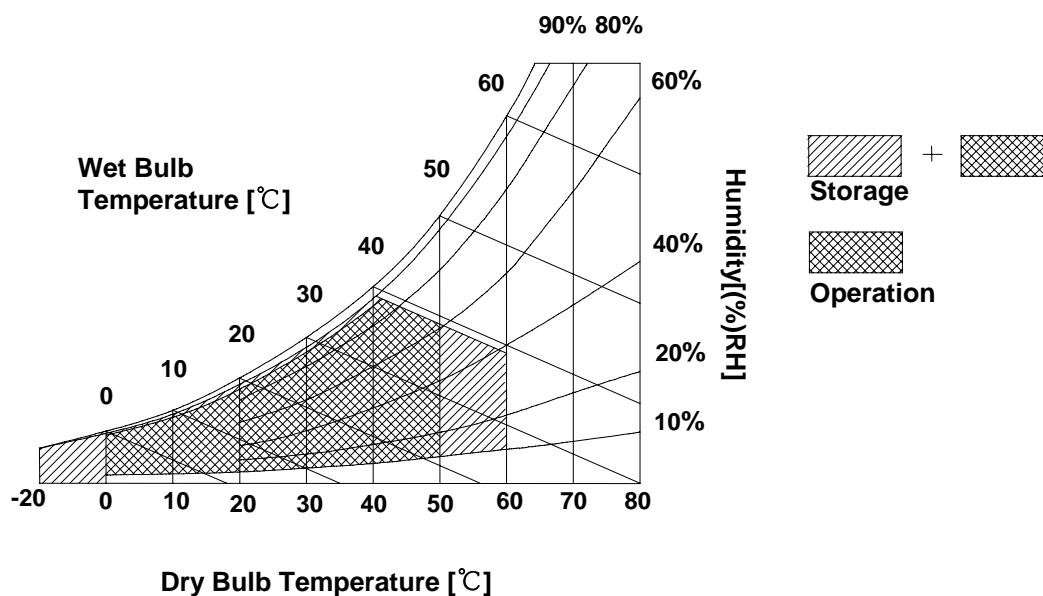 90% 80%
60
60%
Wet Bulb
Temperature [℃]
50
40
40%
Humidity[(%)RH]
30
20
20%
10
0
10%
-20 0 10 20 30 40 50 60 70 80
Dry Bulb Temperature [℃]
+
Storage
Operation